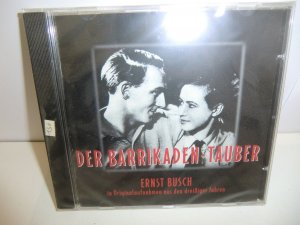 DER BARRIKADEN-TAUBER
ERNST BUSCH
in Originalaufnahmen aus den dreißiger Jahren